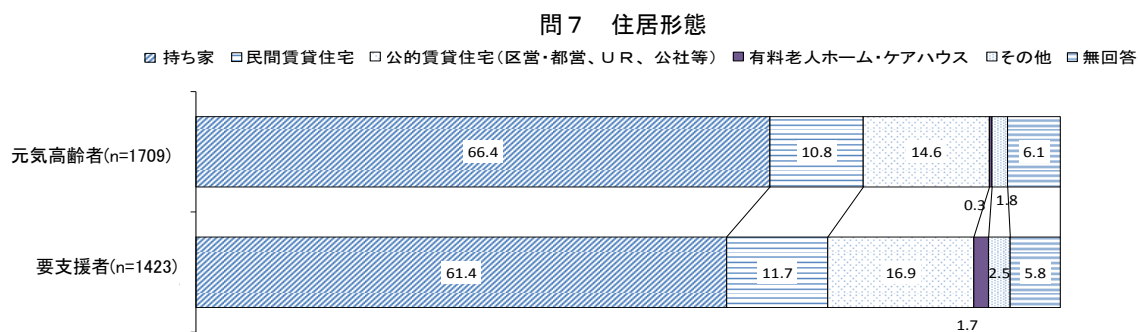 問７　住居形態
持ち家 民間賃貸住宅 公的賃貸住宅（区営・都営、ＵＲ、公社等） 有料老人ホーム・ケアハウス その他 無回答
元気高齢者(n=1709) 66.4 10.8 14.6 6.1
0.3 1.8
要支援者(n=1423) 61.4 11.7 16.9 2.5 5.8
1.7